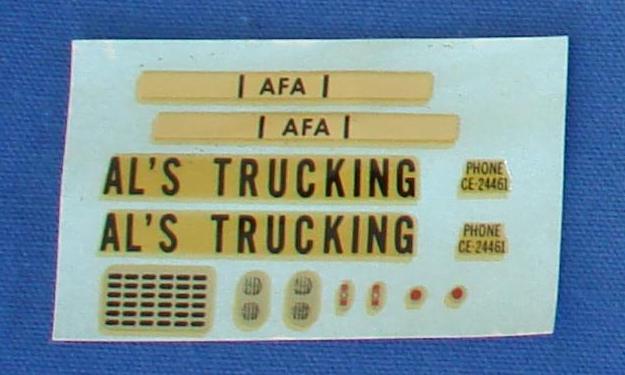 | AFA |
| AFA |
AL'S TRUCKING
PHONE
CE-24461
AL'S TRUCKING
PHONE
CE-24461